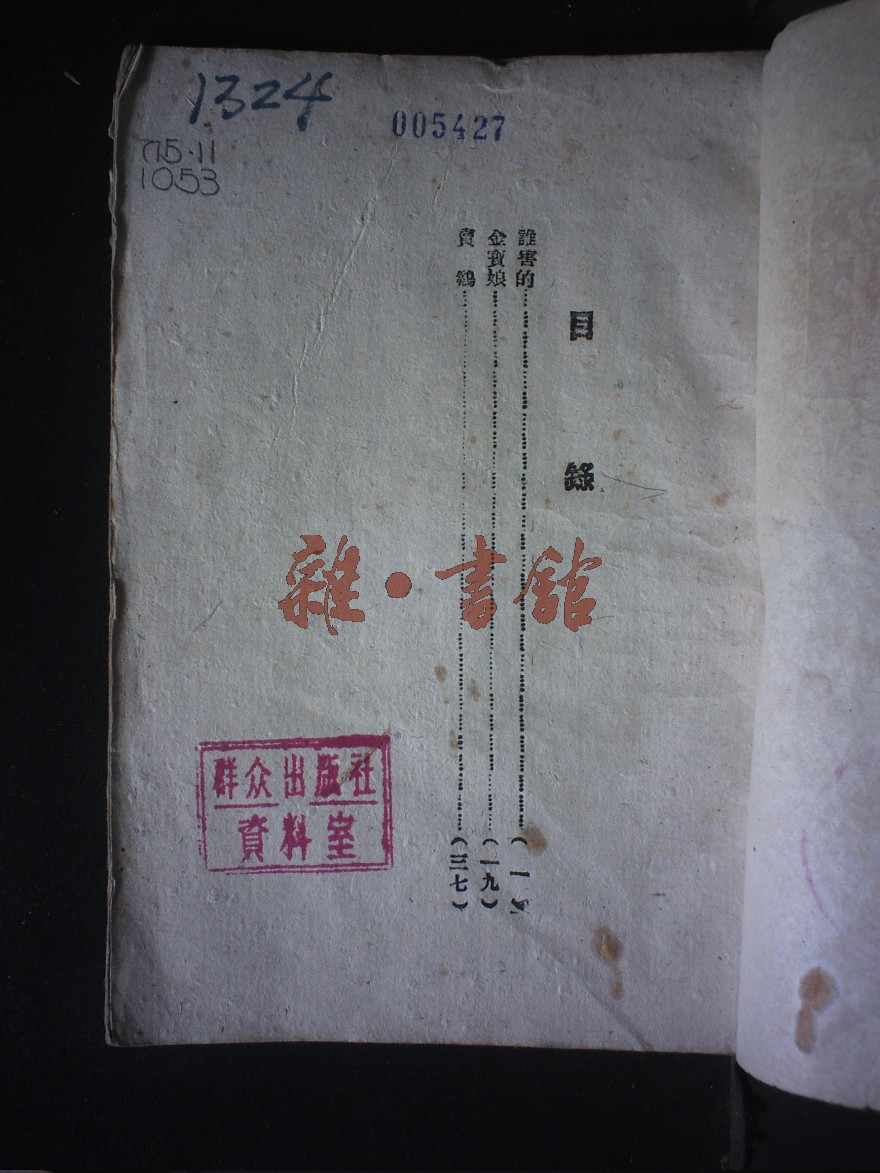 1324
005427
715·11
1053
目錄
誰害的……(一)
金寶娘……(一九)
賣鷄……(三七)
雜·書館
群众出版社
資料室